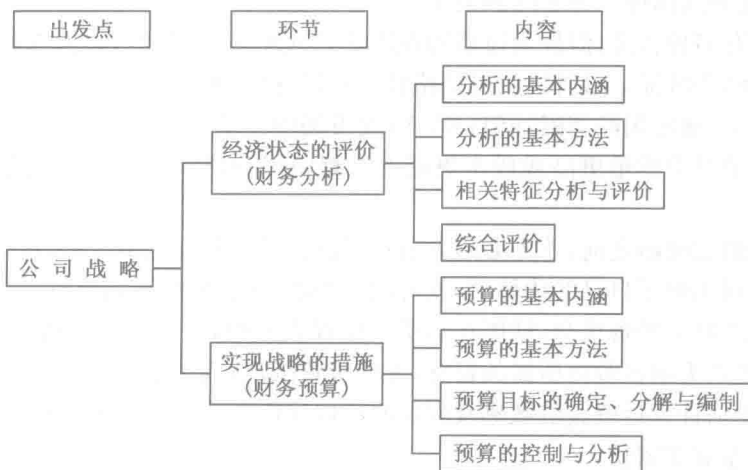 出发点
环节
内容
分析的基本内涵
分析的基本方法
经济状态的评价
(财务分析)
相关特征分析与评价
综合评价
公司战略
预算的基本内涵
预算的基本方法
实现战略的措施
(财务预算)
预算目标的确定、分解与编制
预算的控制与分析